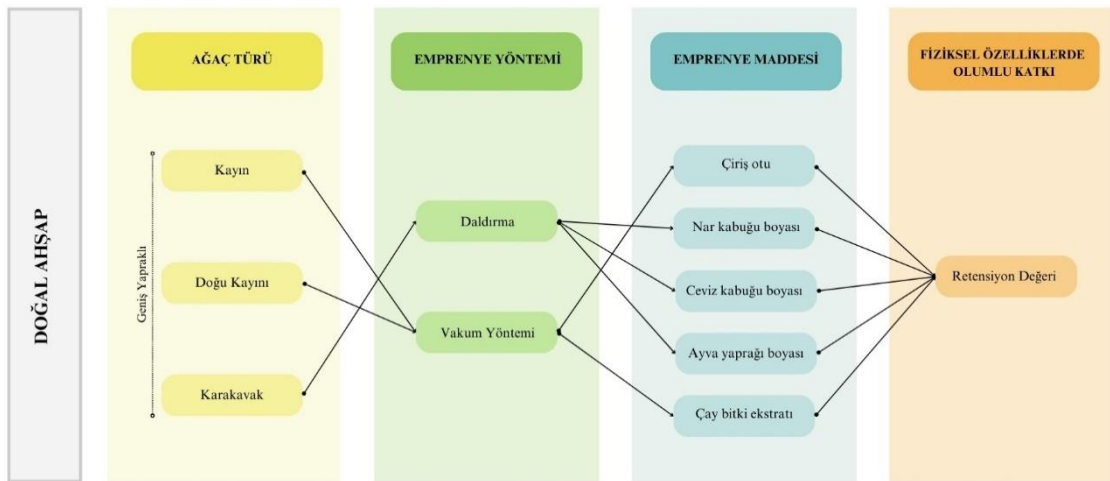 DOĞAL AHŞAP
AĞAÇ TÜRÜ
EMPRENYE YÖNTEMİ
EMPRENYE MADDESİ
FİZİKSEL ÖZELLİKLERDE
OLUMLU KATKI
Geniş Yapraklı
Kayın
Doğu Kayını
Karakavak
Daldırma
Vakum Yöntemi
Çiriş otu
Nar kabuğu boyası
Ceviz kabuğu boyası
Ayva yaprağı boyası
Çay bitki ekstratı
Retensiyon Değeri